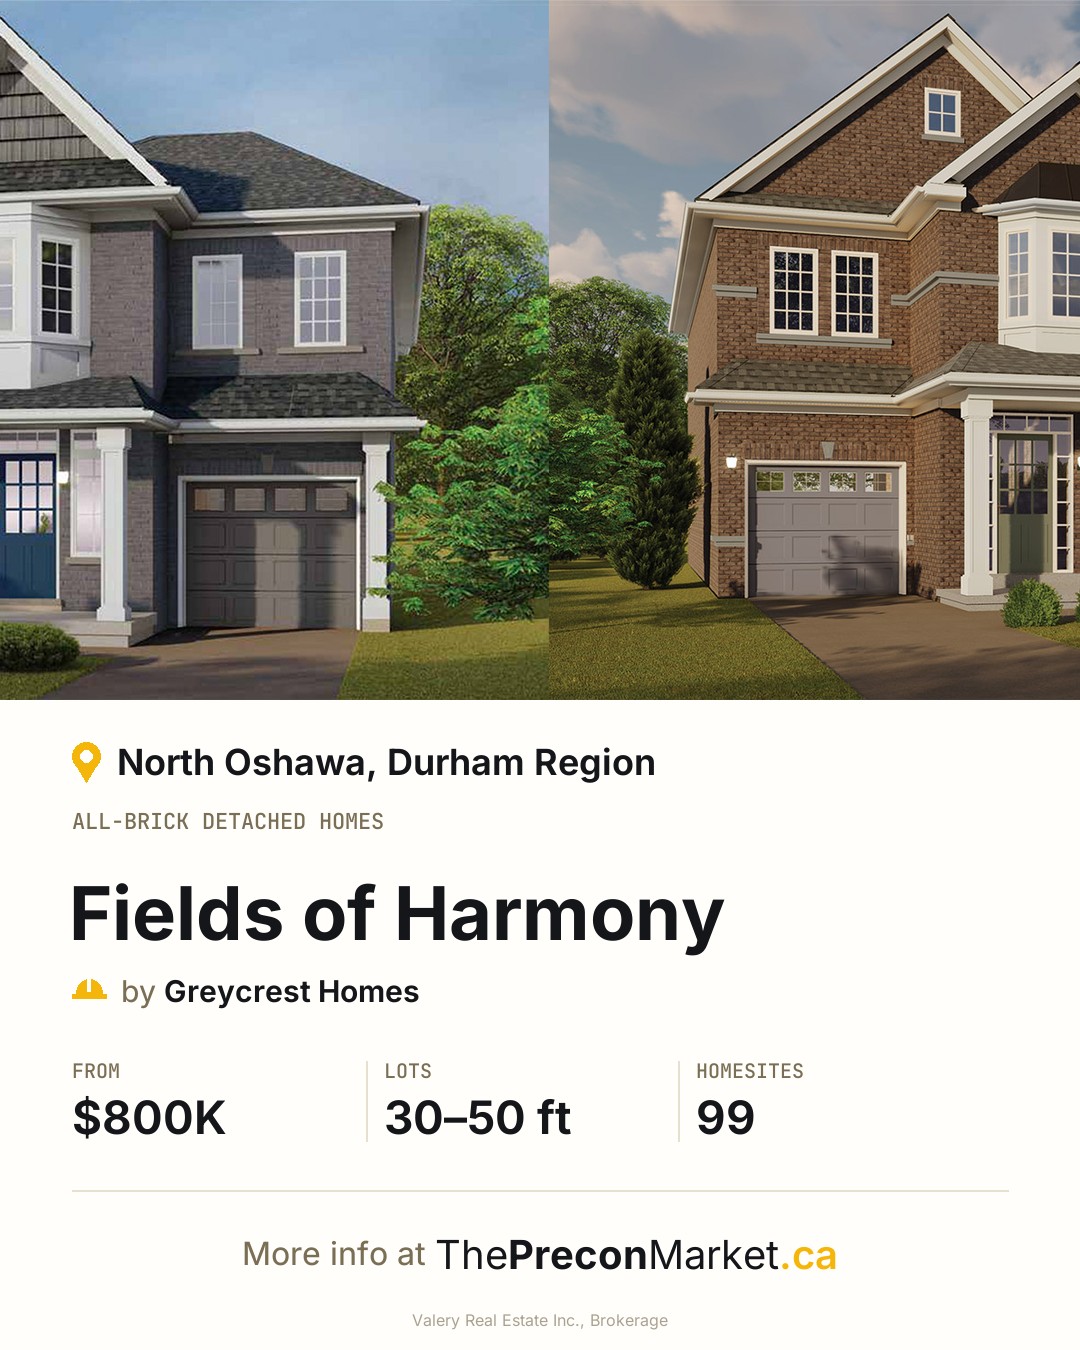 North Oshawa, Durham Region
ALL-BRICK DETACHED HOMES
Fields of Harmony
by Greycrest Homes
FROM
$800K
LOTS
30–50 ft
HOMESITES
99
More info at ThePreconMarket.ca
Valery Real Estate Inc., Brokerage